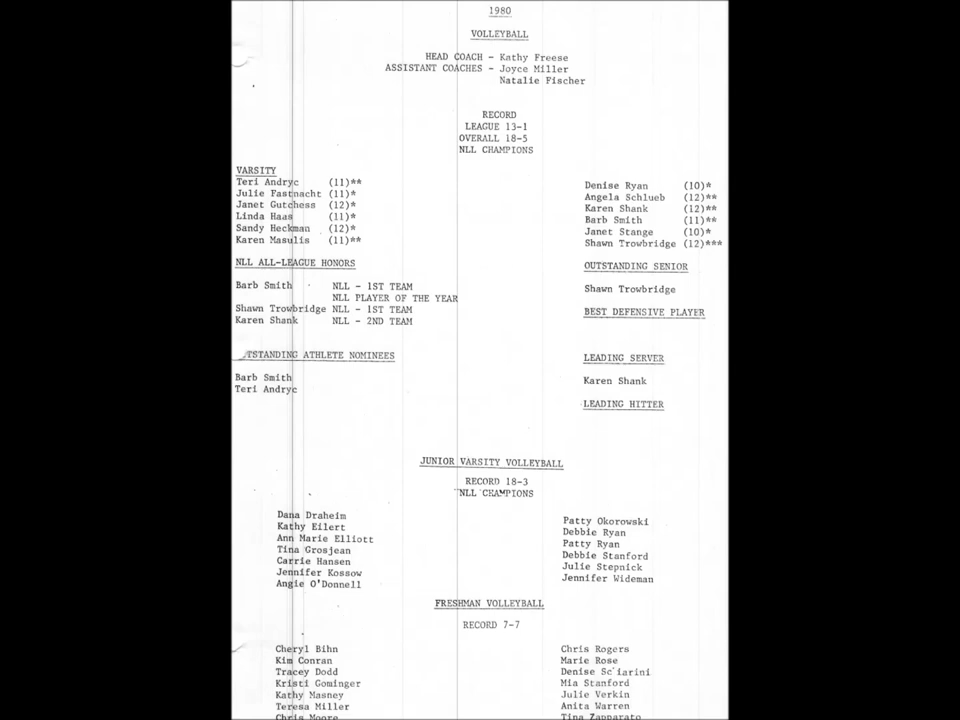 1980
VOLLEYBALL
HEAD COACH - Kathy Freese
ASSISTANT COACHES - Joyce Miller
Natalie Fischer
RECORD
LEAGUE 13-1
OVERALL 18-5
NLL CHAMPIONS
VARSITY
Teri Andryc (11)**
Julie Fastnacht (11)*
Janet Gutchess (12)*
Linda Haas (11)*
Sandy Heckman (12)*
Karen Masulis (11)**
Denise Ryan (10)*
Angela Schlueb (12)**
Karen Shank (12)**
Barb Smith (11)**
Janet Stange (10)*
Shawn Trowbridge (12)***
NLL ALL-LEAGUE HONORS
Barb Smith NLL - 1ST TEAM
NLL PLAYER OF THE YEAR
Shawn Trowbridge NLL - 1ST TEAM
Karen Shank NLL - 2ND TEAM
TSTANDING ATHLETE NOMINEES
Barb Smith
Teri Andryc
OUTSTANDING SENIOR
Shawn Trowbridge
BEST DEFENSIVE PLAYER
LEADING SERVER
Karen Shank
LEADING HITTER
JUNIOR VARSITY VOLLEYBALL
RECORD 18-3
NLL CHAMPIONS
Dana Draheim
Kathy Eilert
Ann Marie Elliott
Tina Grosjean
Carrie Hansen
Jennifer Kossow
Angie O'Donnell
Patty Okorowski
Debbie Ryan
Patty Ryan
Debbie Stanford
Julie Stepnick
Jennifer Wideman
FRESHMAN VOLLEYBALL
RECORD 7-7
Cheryl Bihn
Kim Conran
Tracey Dodd
Kristi Gominger
Kathy Masney
Teresa Miller
Chris Moore
Chris Rogers
Marie Rose
Denise Sciarini
Mia Stanford
Julie Verkin
Anita Warren
Tina Zapparato